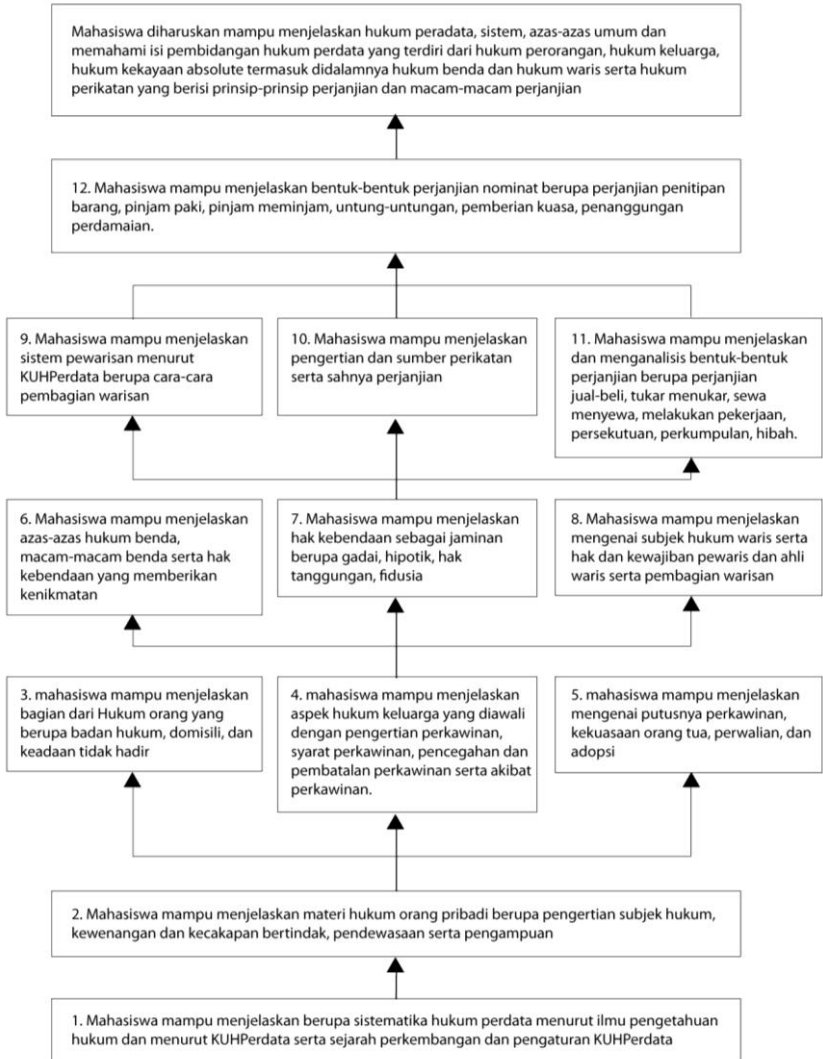 Mahasiswa diharuskan mampu menjelaskan hukum peradata, sistem, azas-azas umum dan
memahami isi pembidangan hukum perdata yang terdiri dari hukum perorangan, hukum keluarga,
hukum kekayaan absolute termasuk didalamnya hukum benda dan hukum waris serta hukum
perikatan yang berisi prinsip-prinsip perjanjian dan macam-macam perjanjian
12. Mahasiswa mampu menjelaskan bentuk-bentuk perjanjian nominat berupa perjanjian penitipan
barang, pinjam paki, pinjam meminjam, untung-untungan, pemberian kuasa, penanggungan
perdamaian.
9. Mahasiswa mampu menjelaskan
sistem pewarisan menurut
KUHPerdata berupa cara-cara
pembagian warisan
10. Mahasiswa mampu menjelaskan
pengertian dan sumber perikatan
serta sahnya perjanjian
11. Mahasiswa mampu menjelaskan
dan menganalisis bentuk-bentuk
perjanjian berupa perjanjian
jual-beli, tukar menukar, sewa
menyewa, melakukan pekerjaan,
persekutuan, perkumpulan, hibah.
6. Mahasiswa mampu menjelaskan
azas-azas hukum benda,
macam-macam benda serta hak
kebendaan yang memberikan
kenikmatan
7. Mahasiswa mampu menjelaskan
hak kebendaan sebagai jaminan
berupa gadai, hipotik, hak
tanggungan, fidusia
8. Mahasiswa mampu menjelaskan
mengenai subjek hukum waris serta
hak dan kewajiban pewaris dan ahli
waris serta pembagian warisan
3. mahasiswa mampu menjelaskan
bagian dari Hukum orang yang
berupa badan hukum, domisili, dan
keadaan tidak hadir
4. mahasiswa mampu menjelaskan
aspek hukum keluarga yang diawali
dengan pengertian perkawinan,
syarat perkawinan, pencegahan dan
pembatalan perkawinan serta akibat
perkawinan.
5. mahasiswa mampu menjelaskan
mengenai putusnya perkawinan,
kekuasaan orang tua, perwalian, dan
adopsi
2. Mahasiswa mampu menjelaskan materi hukum orang pribadi berupa pengertian subjek hukum,
kewenangan dan kecakapan bertindak, pendewasaan serta pengampuan
1. Mahasiswa mampu menjelaskan berupa sistematika hukum perdata menurut ilmu pengetahuan
hukum dan menurut KUHPerdata serta sejarah perkembangan dan pengaturan KUHPerdata